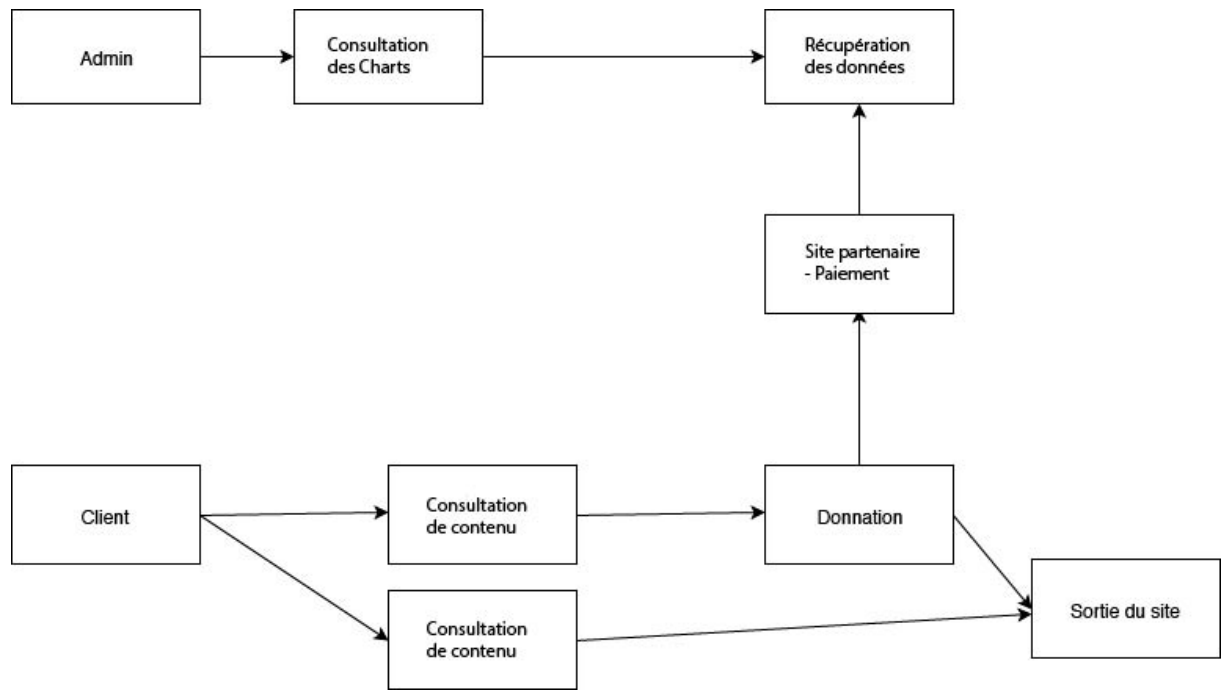 Admin
Consultation
des Charts
Récupération
des données
Site partenaire
- Paiement
Client
Consultation
de contenu
Donnation
Consultation
de contenu
Sortie du site